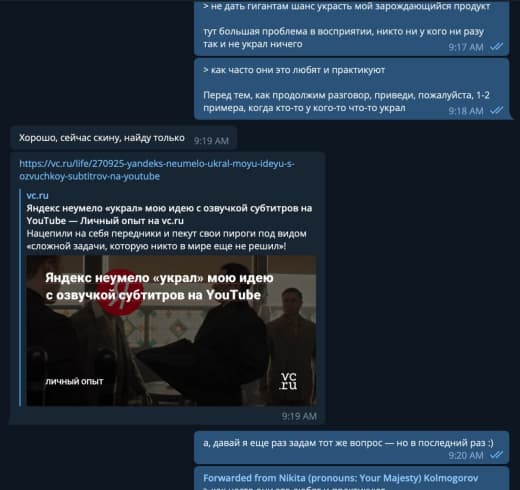 > не дать гигантам шанс украсть мой зарождающийся продукт
тут большая проблема в восприятии, никто ни у кого ни разу
так и не украл ничего
9:17 AM
> как часто они это любят и практикуют
Перед тем, как продолжим разговор, приведи, пожалуйста, 1-2
примера, когда кто-то у кого-то что-то украл
9:18 AM
Хорошо, сейчас скину, найду только
9:19 AM
https://vc.ru/life/270925-yandeks-neumelo-ukral-moyu-ideyu-s-
ozvuchkoy-subtitrov-na-youtube
vc.ru
Яндекс неумело «украл» мою идею с озвучкой субтитров на
YouTube — Личный опыт на vc.ru
Нацепили на себя передники и пекут свои пироги под видом
«сложной задачи, которую никто в мире еще не решил»!
Яндекс неумело «украл» мою идею
с озвучкой субтитров на YouTube
личный опыт
vc
.ru
9:19 AM
а, давай я еще раз задам тот же вопрос — но в последний раз :)
9:20 AM
Forwarded from Nikita (pronouns: Your Majesty) Kolmogorov